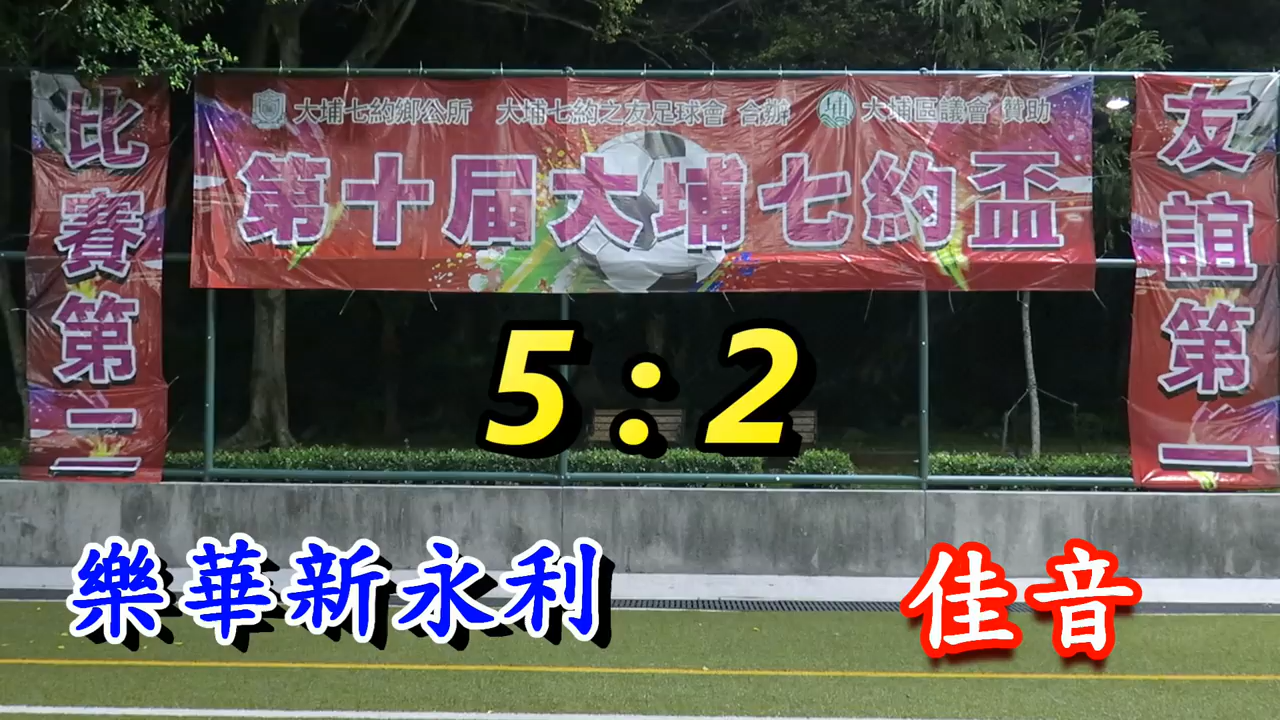 大埔七約鄉公所 大埔七約之友足球會 合辦 大埔區議會 贊助
第十届大埔七約盃
友誼第一
比賽第二
5:2
樂華新永利
佳音